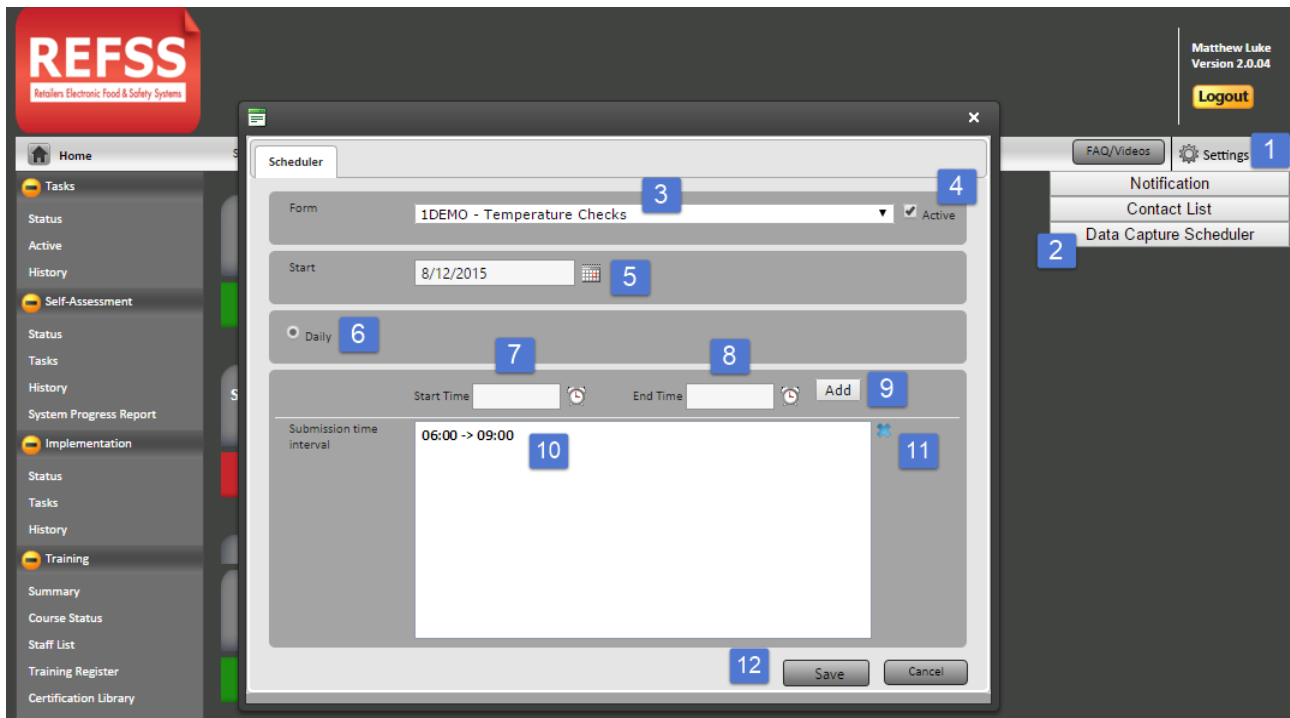 REFSS
Retailers Electronic Food & Safety Systems
Matthew Luke
Version 2.0.04
Logout
Home
FAQ/Videos
Settings
1
Notification
Contact List
Data Capture Scheduler
2
Tasks
Status
Active
History
Self-Assessment
Status
Tasks
History
System Progress Report
Implementation
Status
Tasks
History
Training
Summary
Course Status
Staff List
Training Register
Certification Library
Scheduler
Form
1DEMO - Temperature Checks
3
Active
4
Start
8/12/2015
5
Daily
6
7
8
Start Time
End Time
Add
9
Submission time
interval
06:00 -> 09:00
10
11
12
Save
Cancel